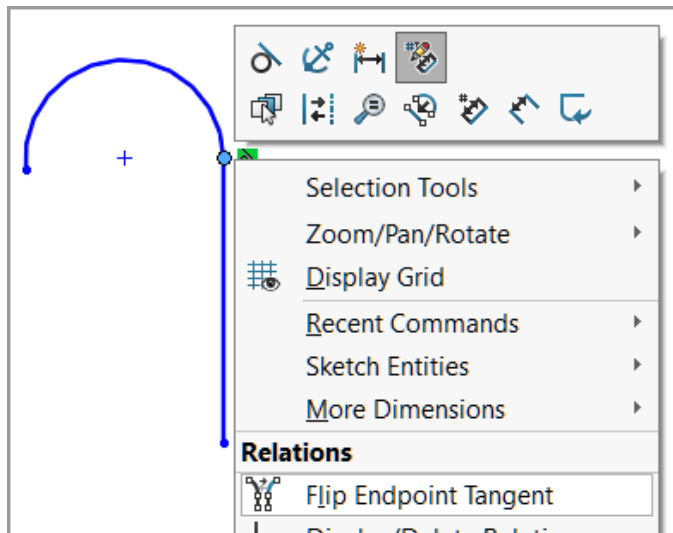 Selection Tools
Zoom/Pan/Rotate
Display Grid
Recent Commands
Sketch Entities
More Dimensions
Relations
Flip Endpoint Tangent